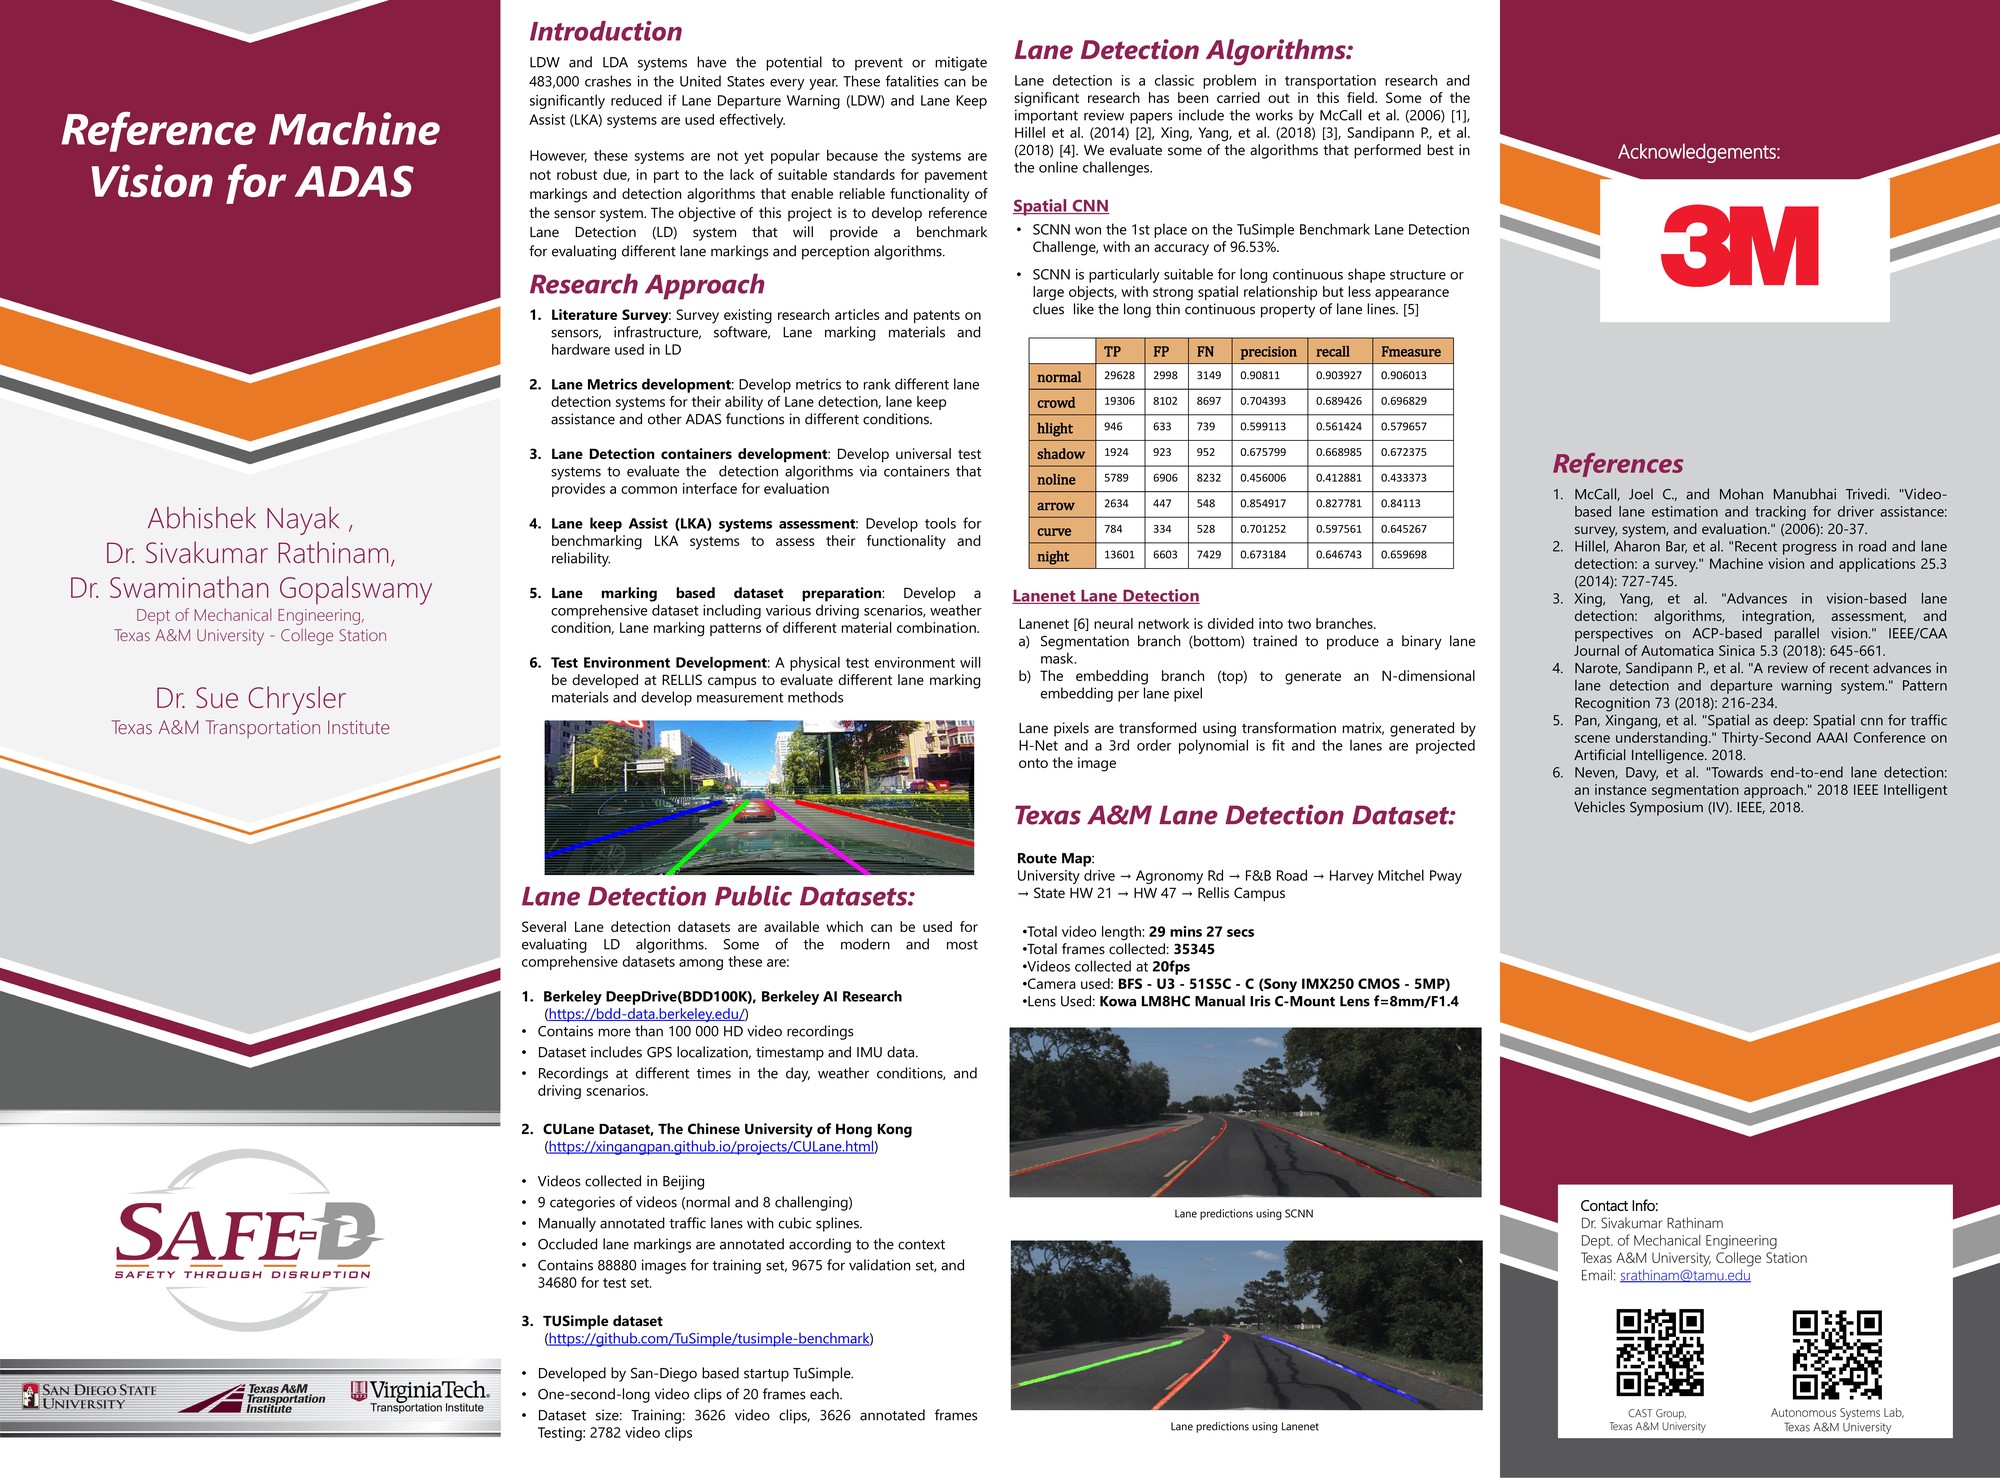 Reference Machine
Vision for ADAS
Abhishek Nayak ,
Dr. Sivakumar Rathinam,
Dr. Swaminathan Gopalswamy
Dept of Mechanical Engineering,
Texas A&M University - College Station
Dr. Sue Chrysler
Texas A&M Transportation Institute
SAFE-D
SAFETY THROUGH DISRUPTION
SAN DIEGO STATE
UNIVERSITY
Texas A&M
Transportation
Institute
VirginiaTech
Transportation Institute
Introduction
LDW and LDA systems have the potential to prevent or mitigate
483,000 crashes in the United States every year. These fatalities can be
significantly reduced if Lane Departure Warning (LDW) and Lane Keep
Assist (LKA) systems are used effectively.
However, these systems are not yet popular because the systems are
not robust due, in part to the lack of suitable standards for pavement
markings and detection algorithms that enable reliable functionality of
the sensor system. The objective of this project is to develop reference
Lane Detection (LD) system that will provide a benchmark
for evaluating different lane markings and perception algorithms.
Research Approach
1. Literature Survey: Survey existing research articles and patents on
sensors, infrastructure, software, Lane marking materials and
hardware used in LD
2. Lane Metrics development: Develop metrics to rank different lane
detection systems for their ability of Lane detection, lane keep
assistance and other ADAS functions in different conditions.
3. Lane Detection containers development: Develop universal test
systems to evaluate the detection algorithms via containers that
provides a common interface for evaluation
4. Lane keep Assist (LKA) systems assessment: Develop tools for
benchmarking LKA systems to assess their functionality and
reliability.
5. Lane marking based dataset preparation: Develop a
comprehensive dataset including various driving scenarios, weather
condition, Lane marking patterns of different material combination.
6. Test Environment Development: A physical test environment will
be developed at RELLIS campus to evaluate different lane marking
materials and develop measurement methods
Lane Detection Public Datasets:
Several Lane detection datasets are available which can be used for
evaluating LD algorithms. Some of the modern and most
comprehensive datasets among these are:
1. Berkeley DeepDrive(BDD100K), Berkeley AI Research
(https://bdd-data.berkeley.edu/)
• Contains more than 100 000 HD video recordings
• Dataset includes GPS localization, timestamp and IMU data.
• Recordings at different times in the day, weather conditions, and
driving scenarios.
2. CULane Dataset, The Chinese University of Hong Kong
(https://xingangpan.github.io/projects/CULane.html)
• Videos collected in Beijing
• 9 categories of videos (normal and 8 challenging)
• Manually annotated traffic lanes with cubic splines.
• Occluded lane markings are annotated according to the context
• Contains 88880 images for training set, 9675 for validation set, and
34680 for test set.
3. TUSimple dataset
(https://github.com/TuSimple/tusimple-benchmark)
• Developed by San-Diego based startup TuSimple.
• One-second-long video clips of 20 frames each.
• Dataset size: Training: 3626 video clips, 3626 annotated frames
Testing: 2782 video clips
Lane Detection Algorithms:
Lane detection is a classic problem in transportation research and
significant research has been carried out in this field. Some of the
important review papers include the works by McCall et al. (2006) [1],
Hillel et al. (2014) [2], Xing, Yang, et al. (2018) [3], Sandipann P., et al.
(2018) [4]. We evaluate some of the algorithms that performed best in
the online challenges.
Spatial CNN
• SCNN won the 1st place on the TuSimple Benchmark Lane Detection
Challenge, with an accuracy of 96.53%.
• SCNN is particularly suitable for long continuous shape structure or
large objects, with strong spatial relationship but less appearance
clues like the long thin continuous property of lane lines. [5]
TP FP FN precision recall Fmeasure
normal 29628 2998 3149 0.90811 0.903927 0.906013
crowd 19306 8102 8697 0.704393 0.689426 0.696829
hlight 946 633 739 0.599113 0.561424 0.579657
shadow 1924 923 952 0.675799 0.668985 0.672375
noline 5789 6906 8232 0.456006 0.412881 0.433373
arrow 2634 447 548 0.854917 0.827781 0.84113
curve 784 334 528 0.701252 0.597561 0.645267
night 13601 6603 7429 0.673184 0.646743 0.659698
Lanenet Lane Detection
Lanenet [6] neural network is divided into two branches.
a) Segmentation branch (bottom) trained to produce a binary lane
mask.
b) The embedding branch (top) to generate an N-dimensional
embedding per lane pixel
Lane pixels are transformed using transformation matrix, generated by
H-Net and a 3rd order polynomial is fit and the lanes are projected
onto the image
Texas A&M Lane Detection Dataset:
Route Map:
University drive → Agronomy Rd → F&B Road → Harvey Mitchel Pway
→ State HW 21 → HW 47 → Rellis Campus
•Total video length: 29 mins 27 secs
•Total frames collected: 35345
•Videos collected at 20fps
•Camera used: BFS - U3 - 51S5C - C (Sony IMX250 CMOS - 5MP)
•Lens Used: Kowa LM8HC Manual Iris C-Mount Lens f=8mm/F1.4
Lane predictions using SCNN
Lane predictions using Lanenet
Acknowledgements:
3M
References
1. McCall, Joel C., and Mohan Manubhai Trivedi. "Video-
based lane estimation and tracking for driver assistance:
survey, system, and evaluation." (2006): 20-37.
2. Hillel, Aharon Bar, et al. "Recent progress in road and lane
detection: a survey." Machine vision and applications 25.3
(2014): 727-745.
3. Xing, Yang, et al. "Advances in vision-based lane
detection: algorithms, integration, assessment, and
perspectives on ACP-based parallel vision." IEEE/CAA
Journal of Automatica Sinica 5.3 (2018): 645-661.
4. Narote, Sandipann P., et al. "A review of recent advances in
lane detection and departure warning system." Pattern
Recognition 73 (2018): 216-234.
5. Pan, Xingang, et al. "Spatial as deep: Spatial cnn for traffic
scene understanding." Thirty-Second AAAI Conference on
Artificial Intelligence. 2018.
6. Neven, Davy, et al. "Towards end-to-end lane detection:
an instance segmentation approach." 2018 IEEE Intelligent
Vehicles Symposium (IV). IEEE, 2018.
Contact Info:
Dr. Sivakumar Rathinam
Dept. of Mechanical Engineering
Texas A&M University, College Station
Email: srathinam@tamu.edu
CAST Group,
Texas A&M University
Autonomous Systems Lab,
Texas A&M University